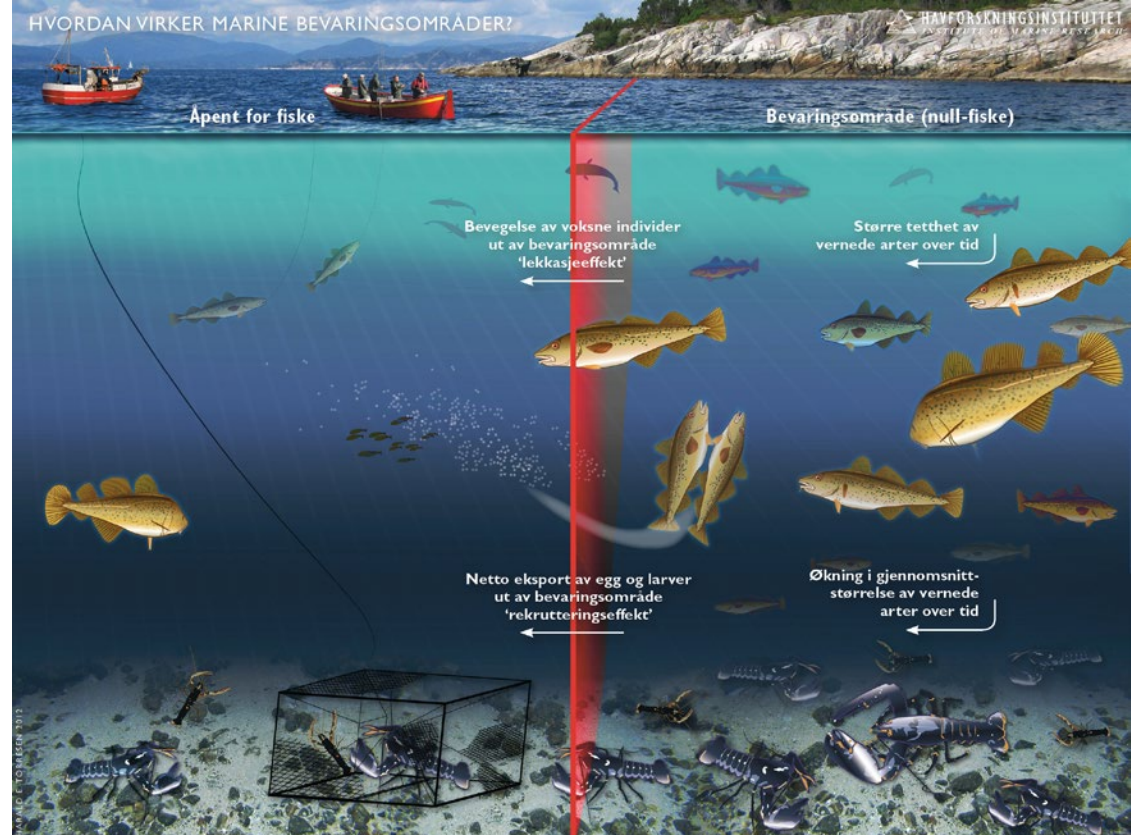 HVORDAN VIRKER MARINE BEVARINGSOMRÅDER?
HAVFORSKNINGSINSTITUTTET
INSTITUTE OF MARINE RESEARCH
Åpent for fiske
Bevaringsområde (null-fiske)
Bevegelse av voksne individer
ut av bevaringsområde
‘lekkasjeeffekt’
Større tetthet av
vernede arter over tid
Netto eksport av egg og larver
ut av bevaringsområde
‘rekrutteringseffekt’
Økning i gjennomsnitt-
størrelse av vernede
arter over tid
2012